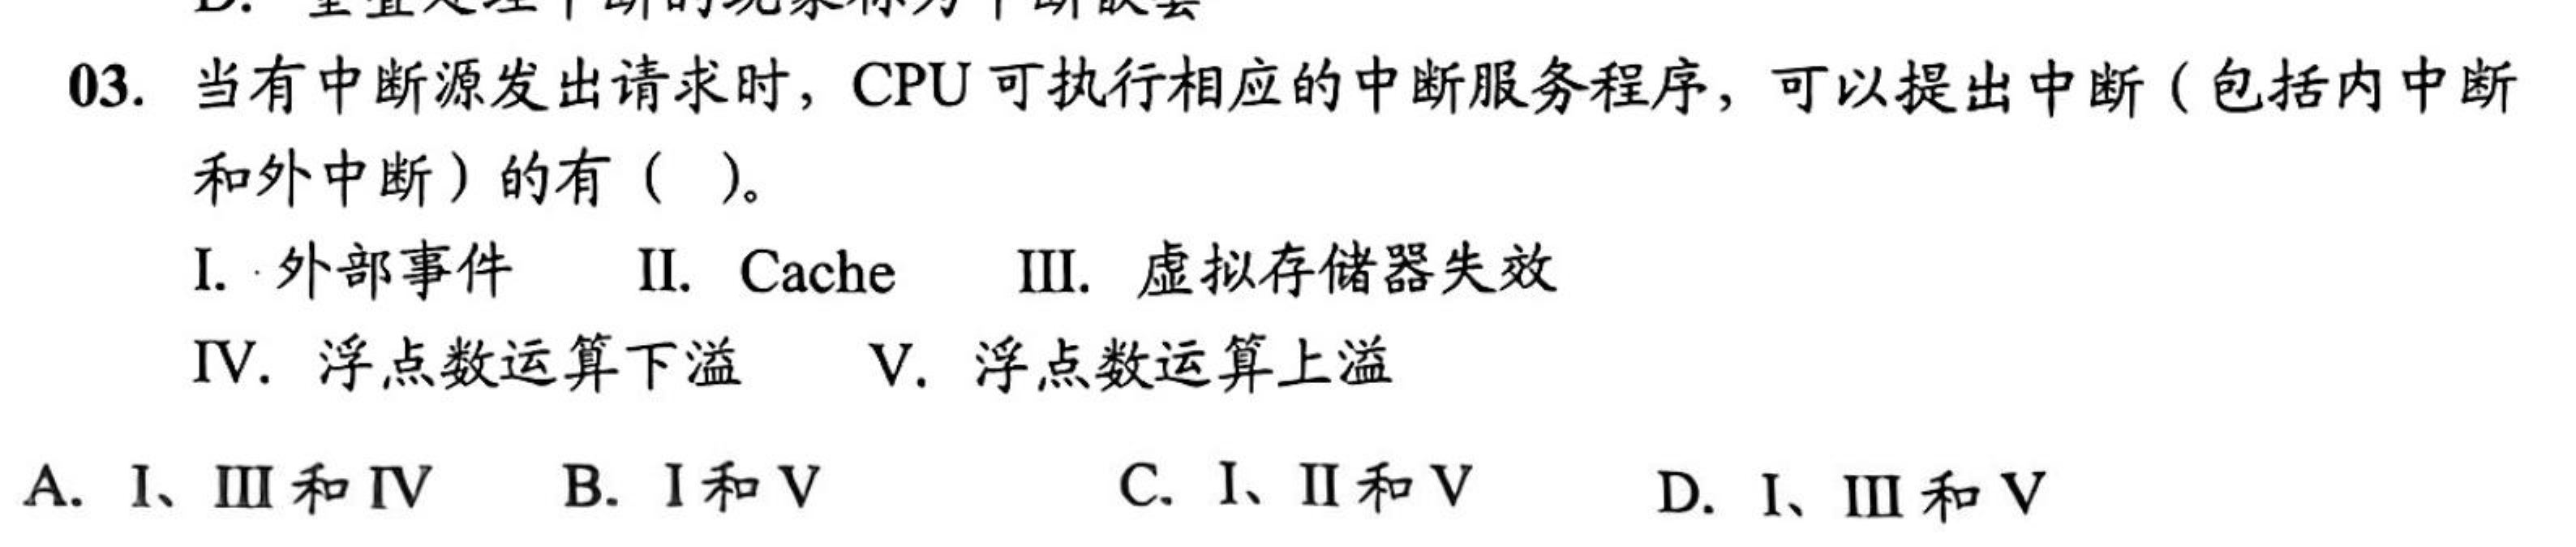 03. 当有中断源发出请求时，CPU 可执行相应的中断服务程序，可以提出中断（包括内中断
和外中断）的有（ ）。
I. 外部事件 II. Cache III. 虚拟存储器失效
IV. 浮点数运算下溢 V. 浮点数运算上溢
A. I、III 和 IV B. I 和 V C. I、II 和 V D. I、III 和 V